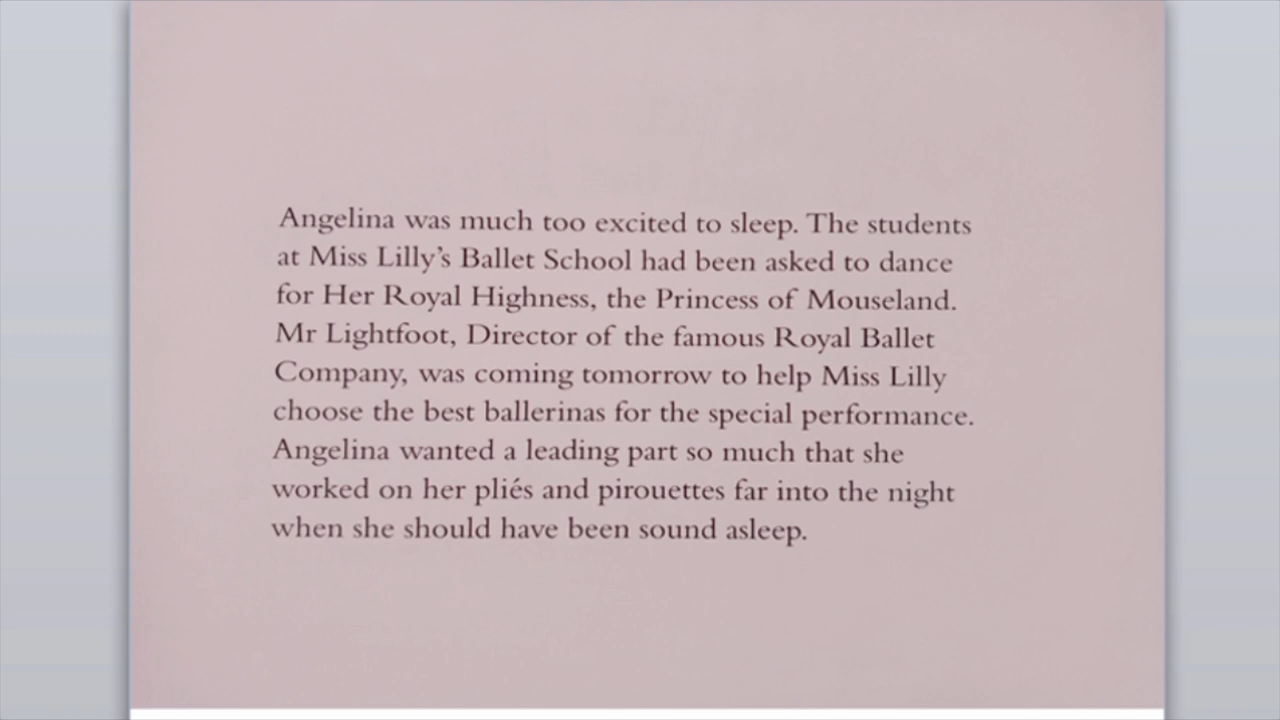 Angelina was much too excited to sleep. The students
at Miss Lilly’s Ballet School had been asked to dance
for Her Royal Highness, the Princess of Mouseland.
Mr Lightfoot, Director of the famous Royal Ballet
Company, was coming tomorrow to help Miss Lilly
choose the best ballerinas for the special performance.
Angelina wanted a leading part so much that she
worked on her pliés and pirouettes far into the night
when she should have been sound asleep.